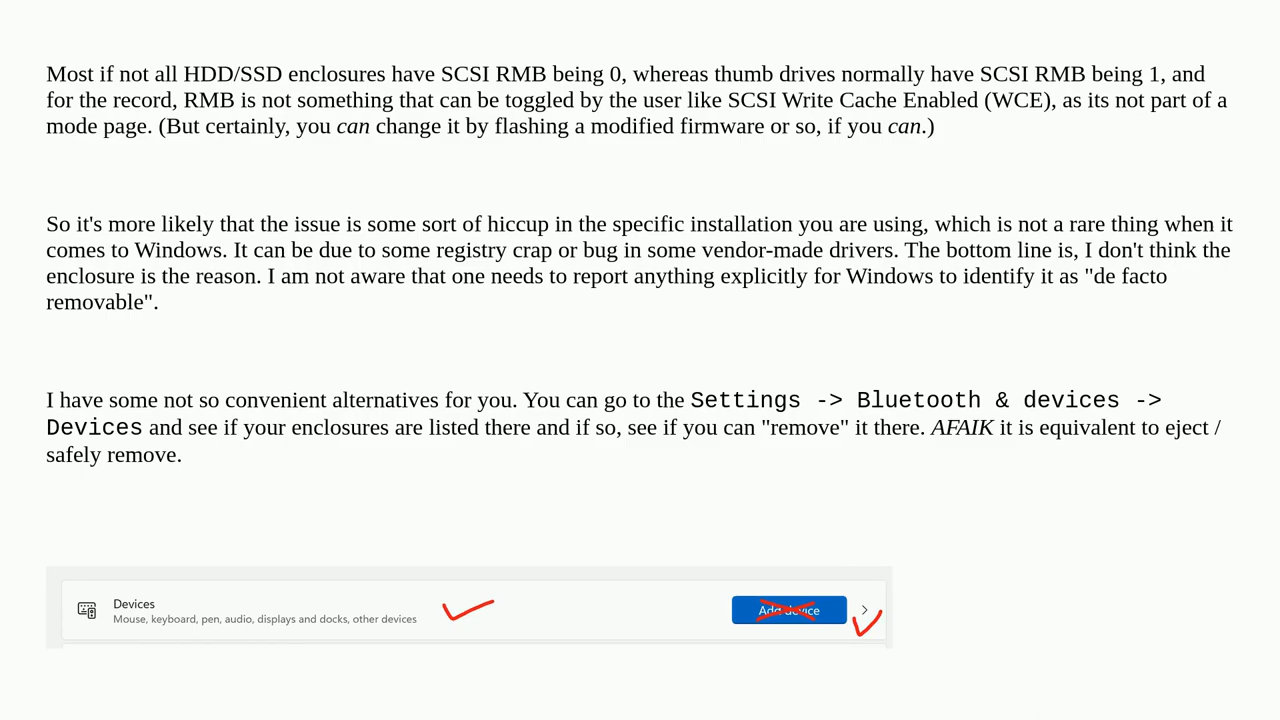 Most if not all HDD/SSD enclosures have SCSI RMB being 0, whereas thumb drives normally have SCSI RMB being 1, and
for the record, RMB is not something that can be toggled by the user like SCSI Write Cache Enabled (WCE), as its not part of a
mode page. (But certainly, you can change it by flashing a modified firmware or so, if you can.)
So it's more likely that the issue is some sort of hiccup in the specific installation you are using, which is not a rare thing when it
comes to Windows. It can be due to some registry crap or bug in some vendor-made drivers. The bottom line is, I don't think the
enclosure is the reason. I am not aware that one needs to report anything explicitly for Windows to identify it as "de facto
removable".
I have some not so convenient alternatives for you. You can go to the Settings -> Bluetooth & devices ->
Devices and see if your enclosures are listed there and if so, see if you can "remove" it there. AFAIK it is equivalent to eject /
safely remove.
Devices
Mouse, keyboard, pen, audio, displays and docks, other devices
Add device